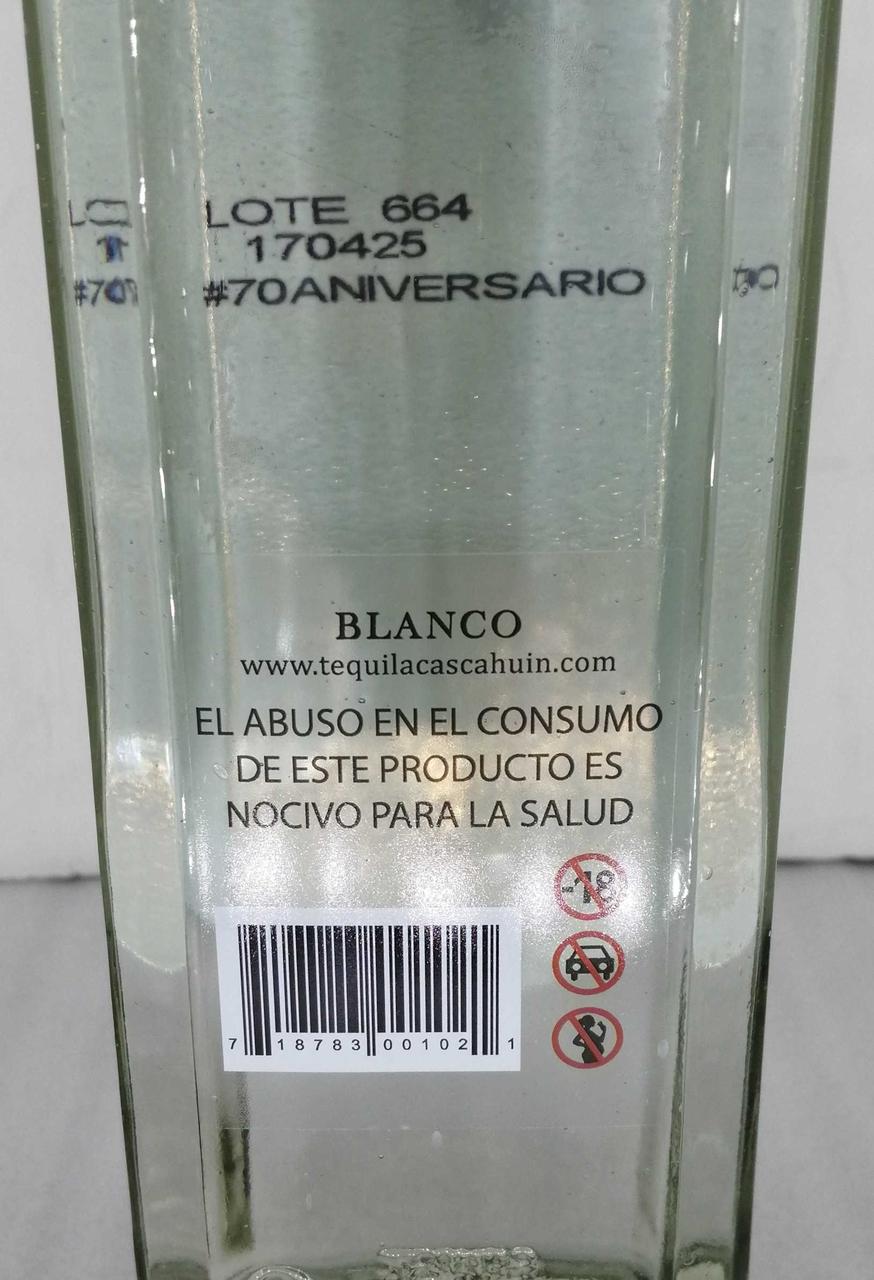 LOTE 664
170425
#70ANIVERSARIO
BLANCO
www.tequilacascahuin.com
EL ABUSO EN EL CONSUMO
DE ESTE PRODUCTO ES
NOCIVO PARA LA SALUD
-18
7 18783 00102 1